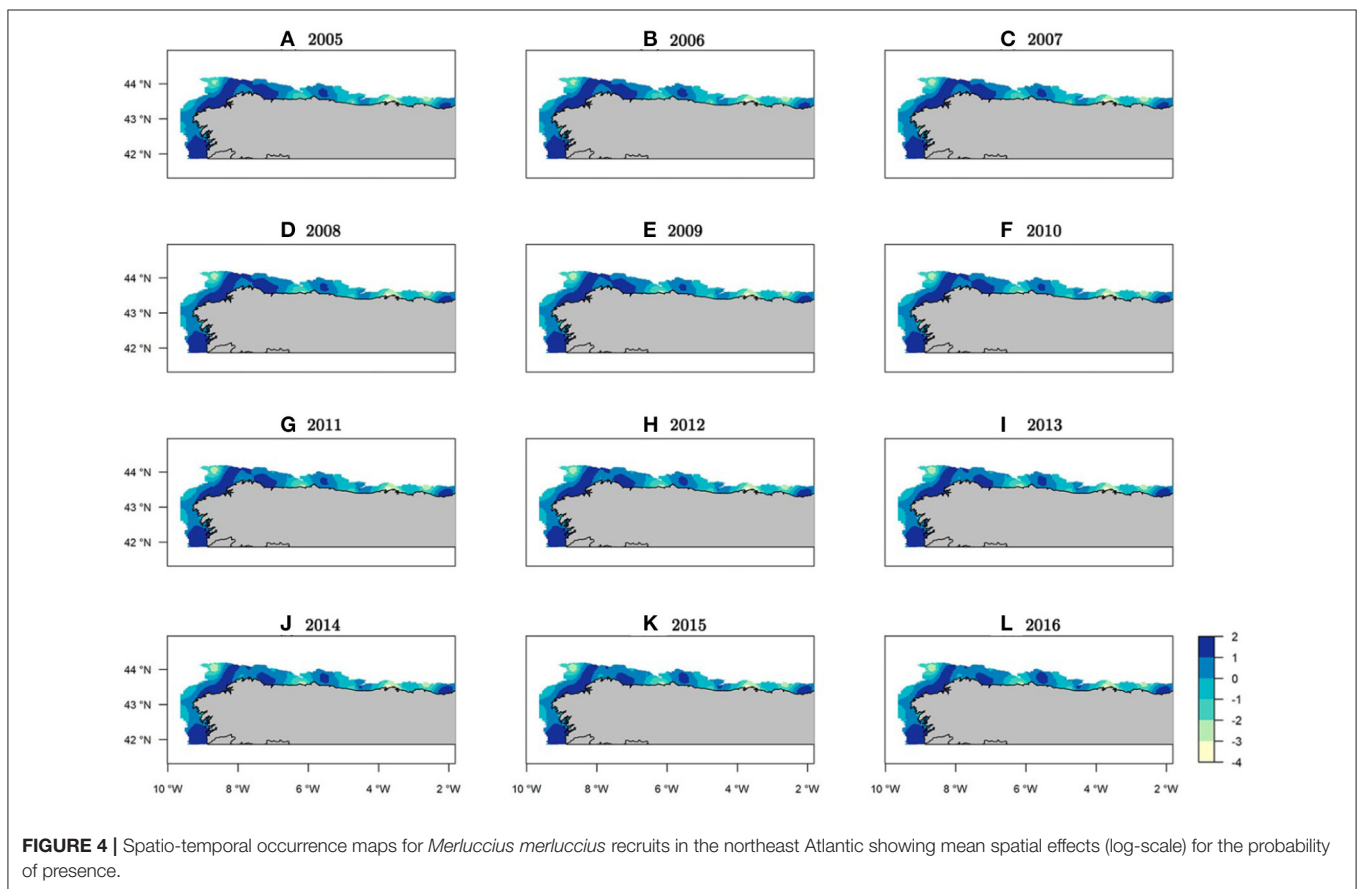 A 2005
B 2006
C 2007
44 °N
43 °N
42 °N
D 2008
E 2009
F 2010
44 °N
43 °N
42 °N
G 2011
H 2012
I 2013
44 °N
43 °N
42 °N
J 2014
K 2015
L 2016
44 °N
43 °N
42 °N
2
1
0
-1
-2
-3
-4
10 °W 8 °W 6 °W 4 °W 2 °W
10 °W 8 °W 6 °W 4 °W 2 °W
10 °W 8 °W 6 °W 4 °W 2 °W
FIGURE 4 | Spatio-temporal occurrence maps for Merluccius merluccius recruits in the northeast Atlantic showing mean spatial effects (log-scale) for the probability
of presence.